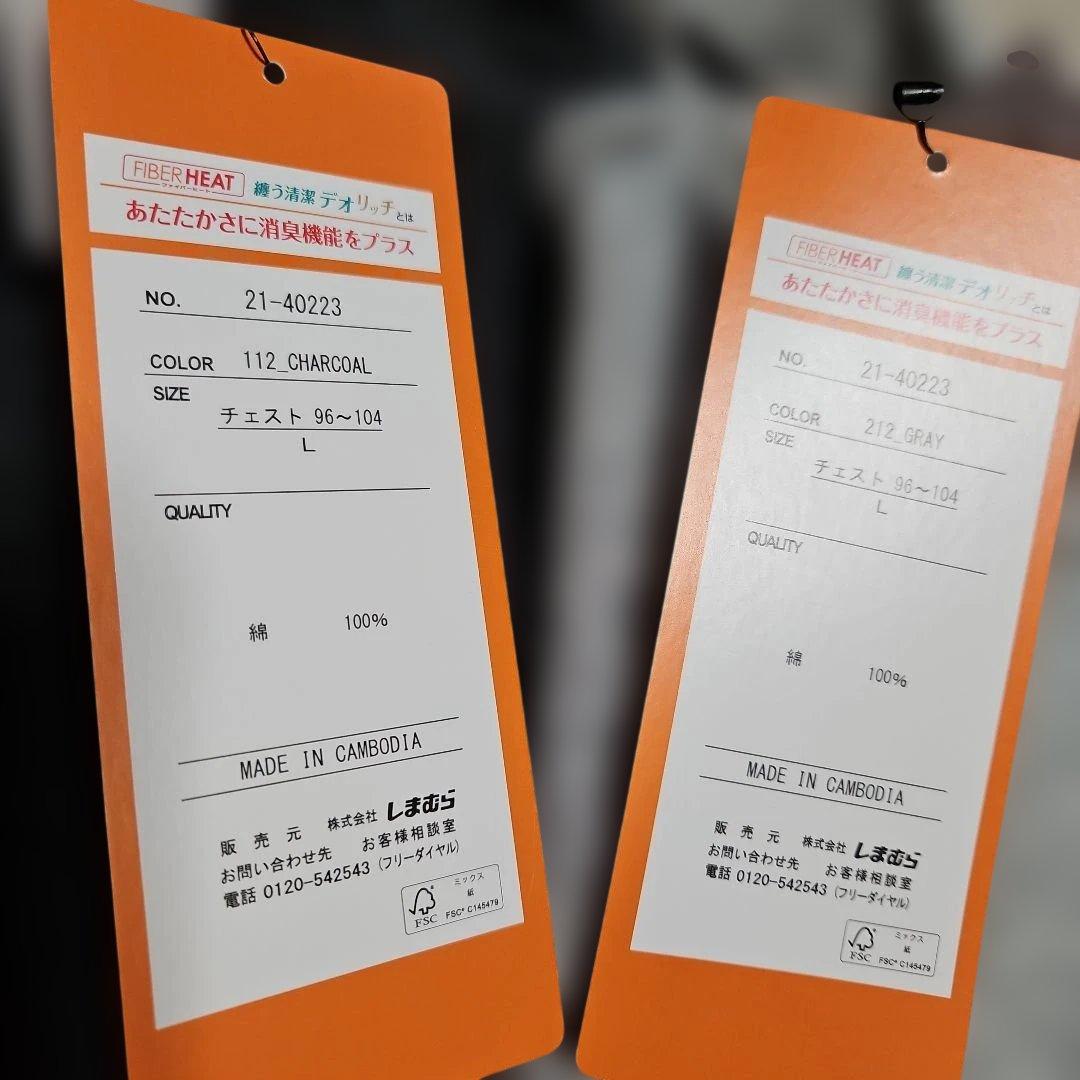 FIBER HEAT
ファイバーヒート
纏う清潔 デオリッチとは
あたたかさに消臭機能をプラス
NO. 21-40223
COLOR 112_CHARCOAL
SIZE
チェスト 96～104
L
QUALITY
綿 100%
MADE IN CAMBODIA
販売元 株式会社 しまむら
お問い合わせ先 お客様相談室
電話 0120-542543 (フリーダイヤル)
ミックス
紙
FSC FSC® C145479
FIBER HEAT
纏う清潔 デオリッチとは
あたたかさに消臭機能をプラス
NO. 21-40223
COLOR 212_GRAY
SIZE
チェスト 96～104
L
QUALITY
綿 100%
MADE IN CAMBODIA
販売元 株式会社 しまむら
お問い合わせ先 お客様相談室
電話 0120-542543 (フリーダイヤル)
ミックス
紙
FSC FSC® C145479